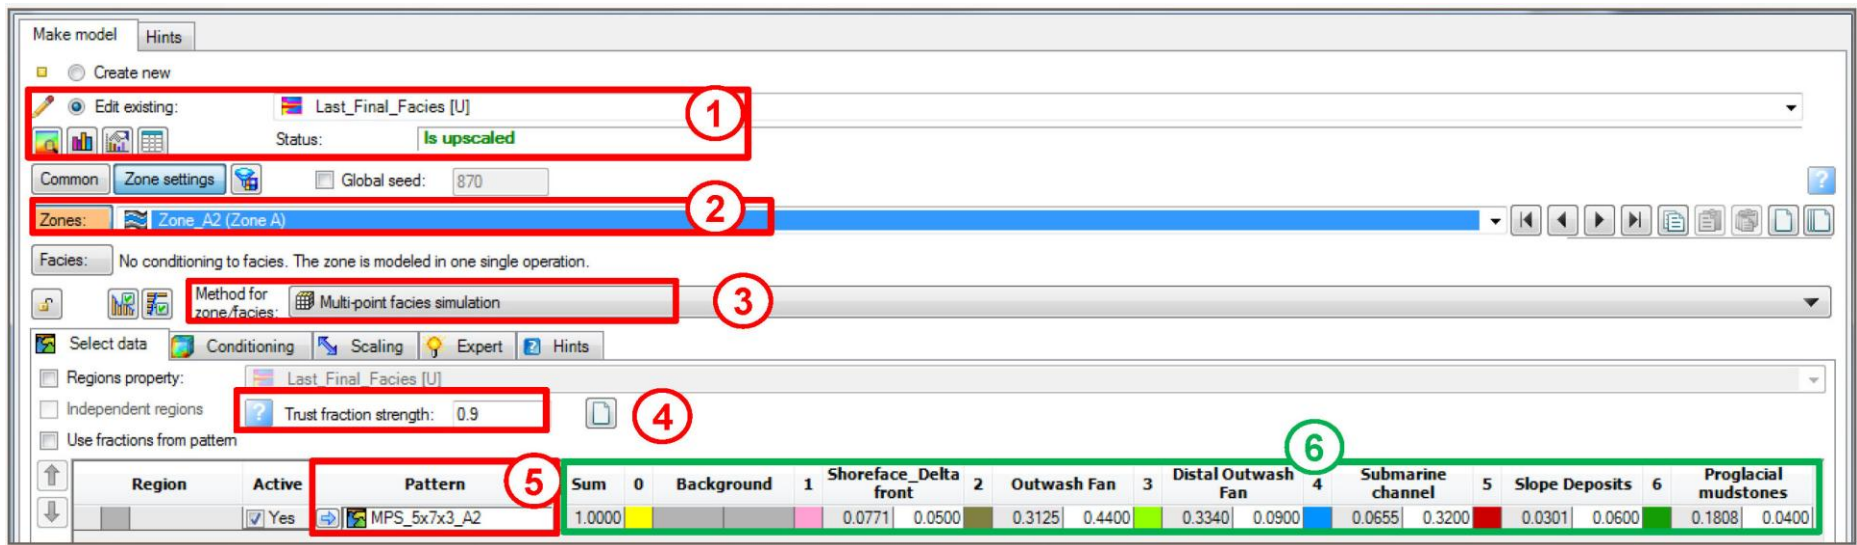 Make model Hints
Create new
Edit existing: Last_Final_Facies [U] 1
Status: Is upscaled
Common Zone settings Global seed: 870 ?
Zones: Zone_A2 (Zone A) 2
Facies: No conditioning to facies. The zone is modeled in one single operation.
Method for
zone/facies: Multi-point facies simulation 3
Select data Conditioning Scaling Expert ? Hints
Regions property: Last_Final_Facies [U]
Independent regions ? Trust fraction strength: 0.9 4
Use fractions from pattern 6
Region Active Pattern 5 Sum 0 Background 1 Shoreface_Delta front 2 Outwash Fan 3 Distal Outwash Fan 4 Submarine channel 5 Slope Deposits 6 Proglacial mudstones
Yes MPS_5x7x3_A2 1.0000 0.0771 0.0500 0.3125 0.4400 0.3340 0.0900 0.0655 0.3200 0.0301 0.0600 0.1808 0.0400